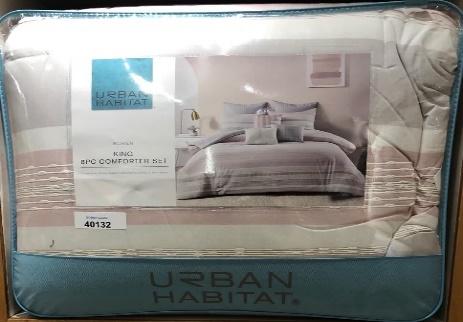 URBAN
HABITAT
KING
8PC COMFORTER SET
40132
URBAN
HABITAT®